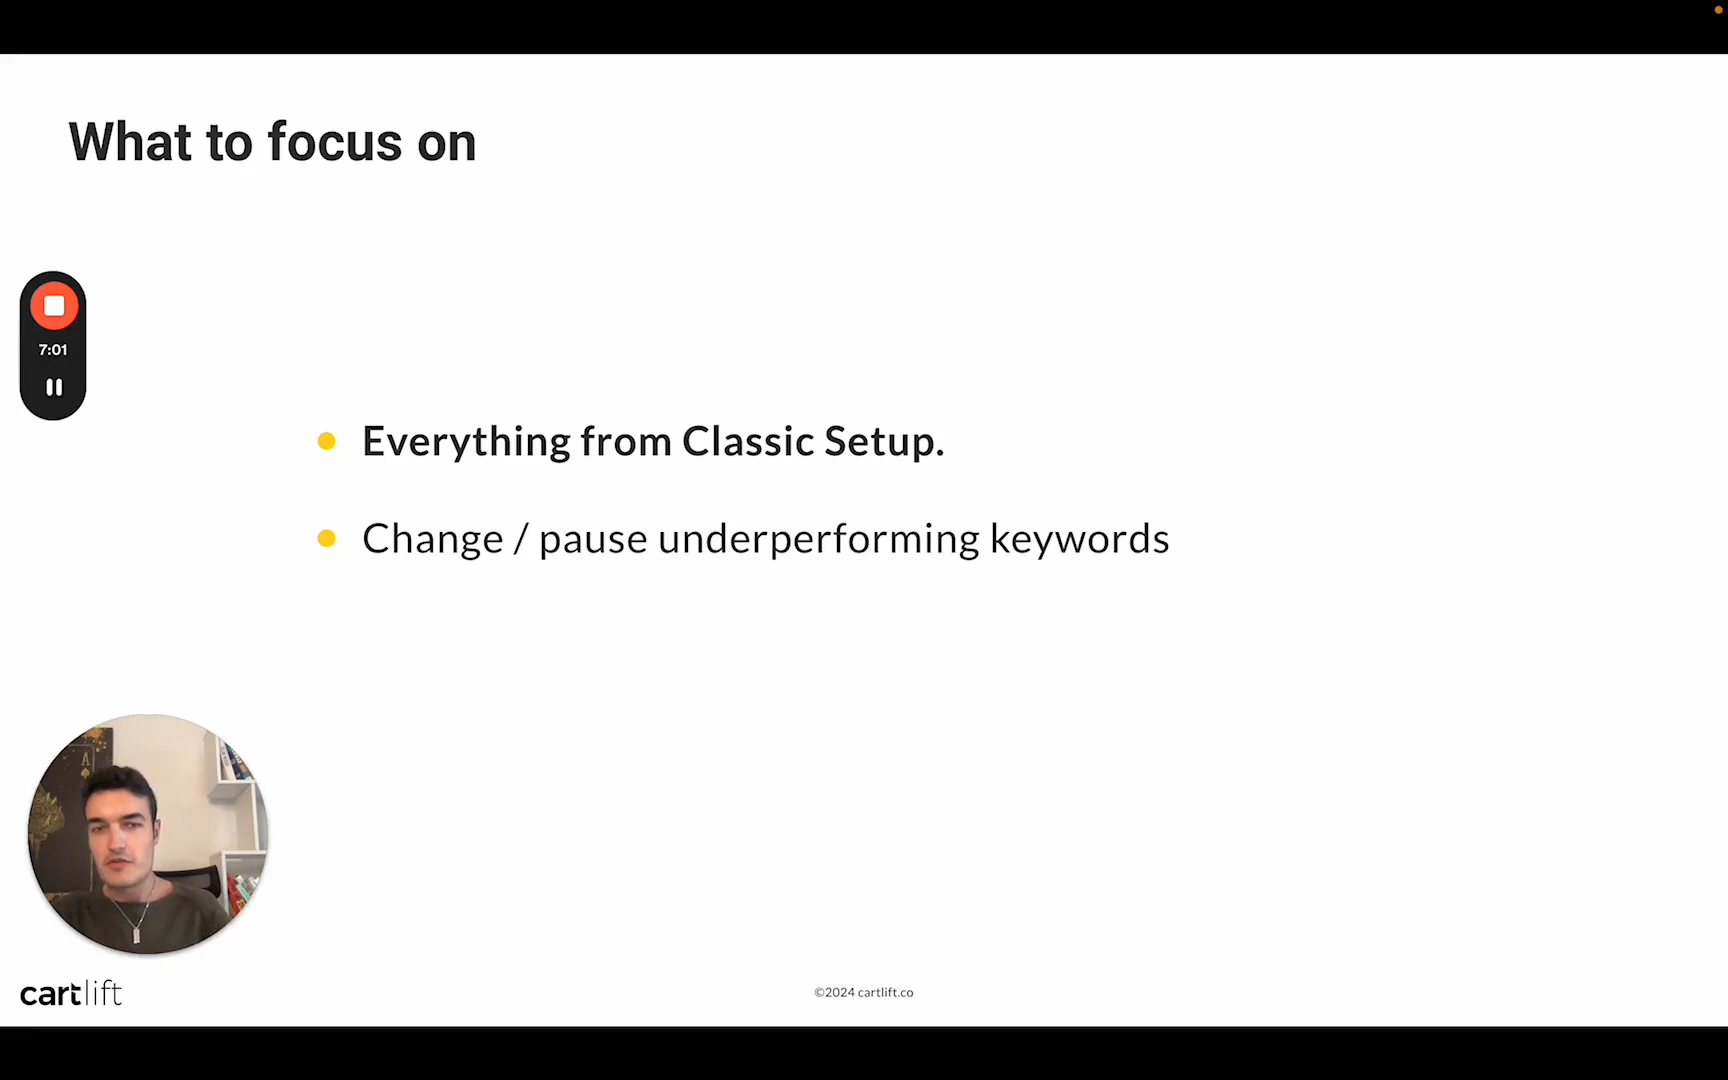 What to focus on
7:01
Everything from Classic Setup.
Change / pause underperforming keywords
A
cartlift
©2024 cartlift.co